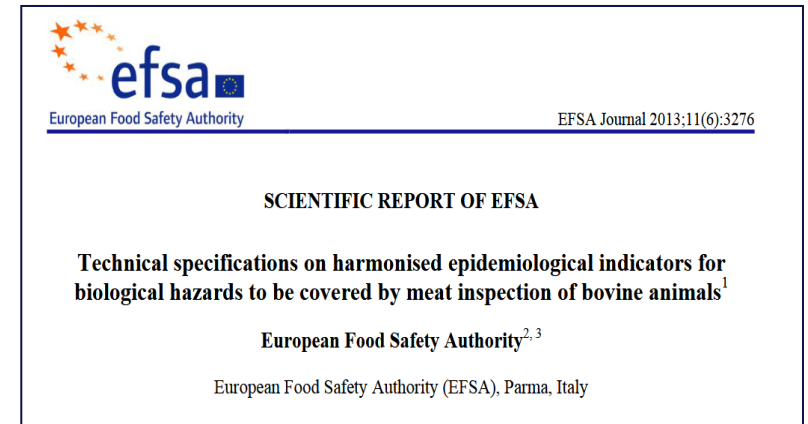 efsa
European Food Safety Authority
EFSA Journal 2013;11(6):3276
SCIENTIFIC REPORT OF EFSA
Technical specifications on harmonised epidemiological indicators for
biological hazards to be covered by meat inspection of bovine animals¹
European Food Safety Authority²˒ ³
European Food Safety Authority (EFSA), Parma, Italy